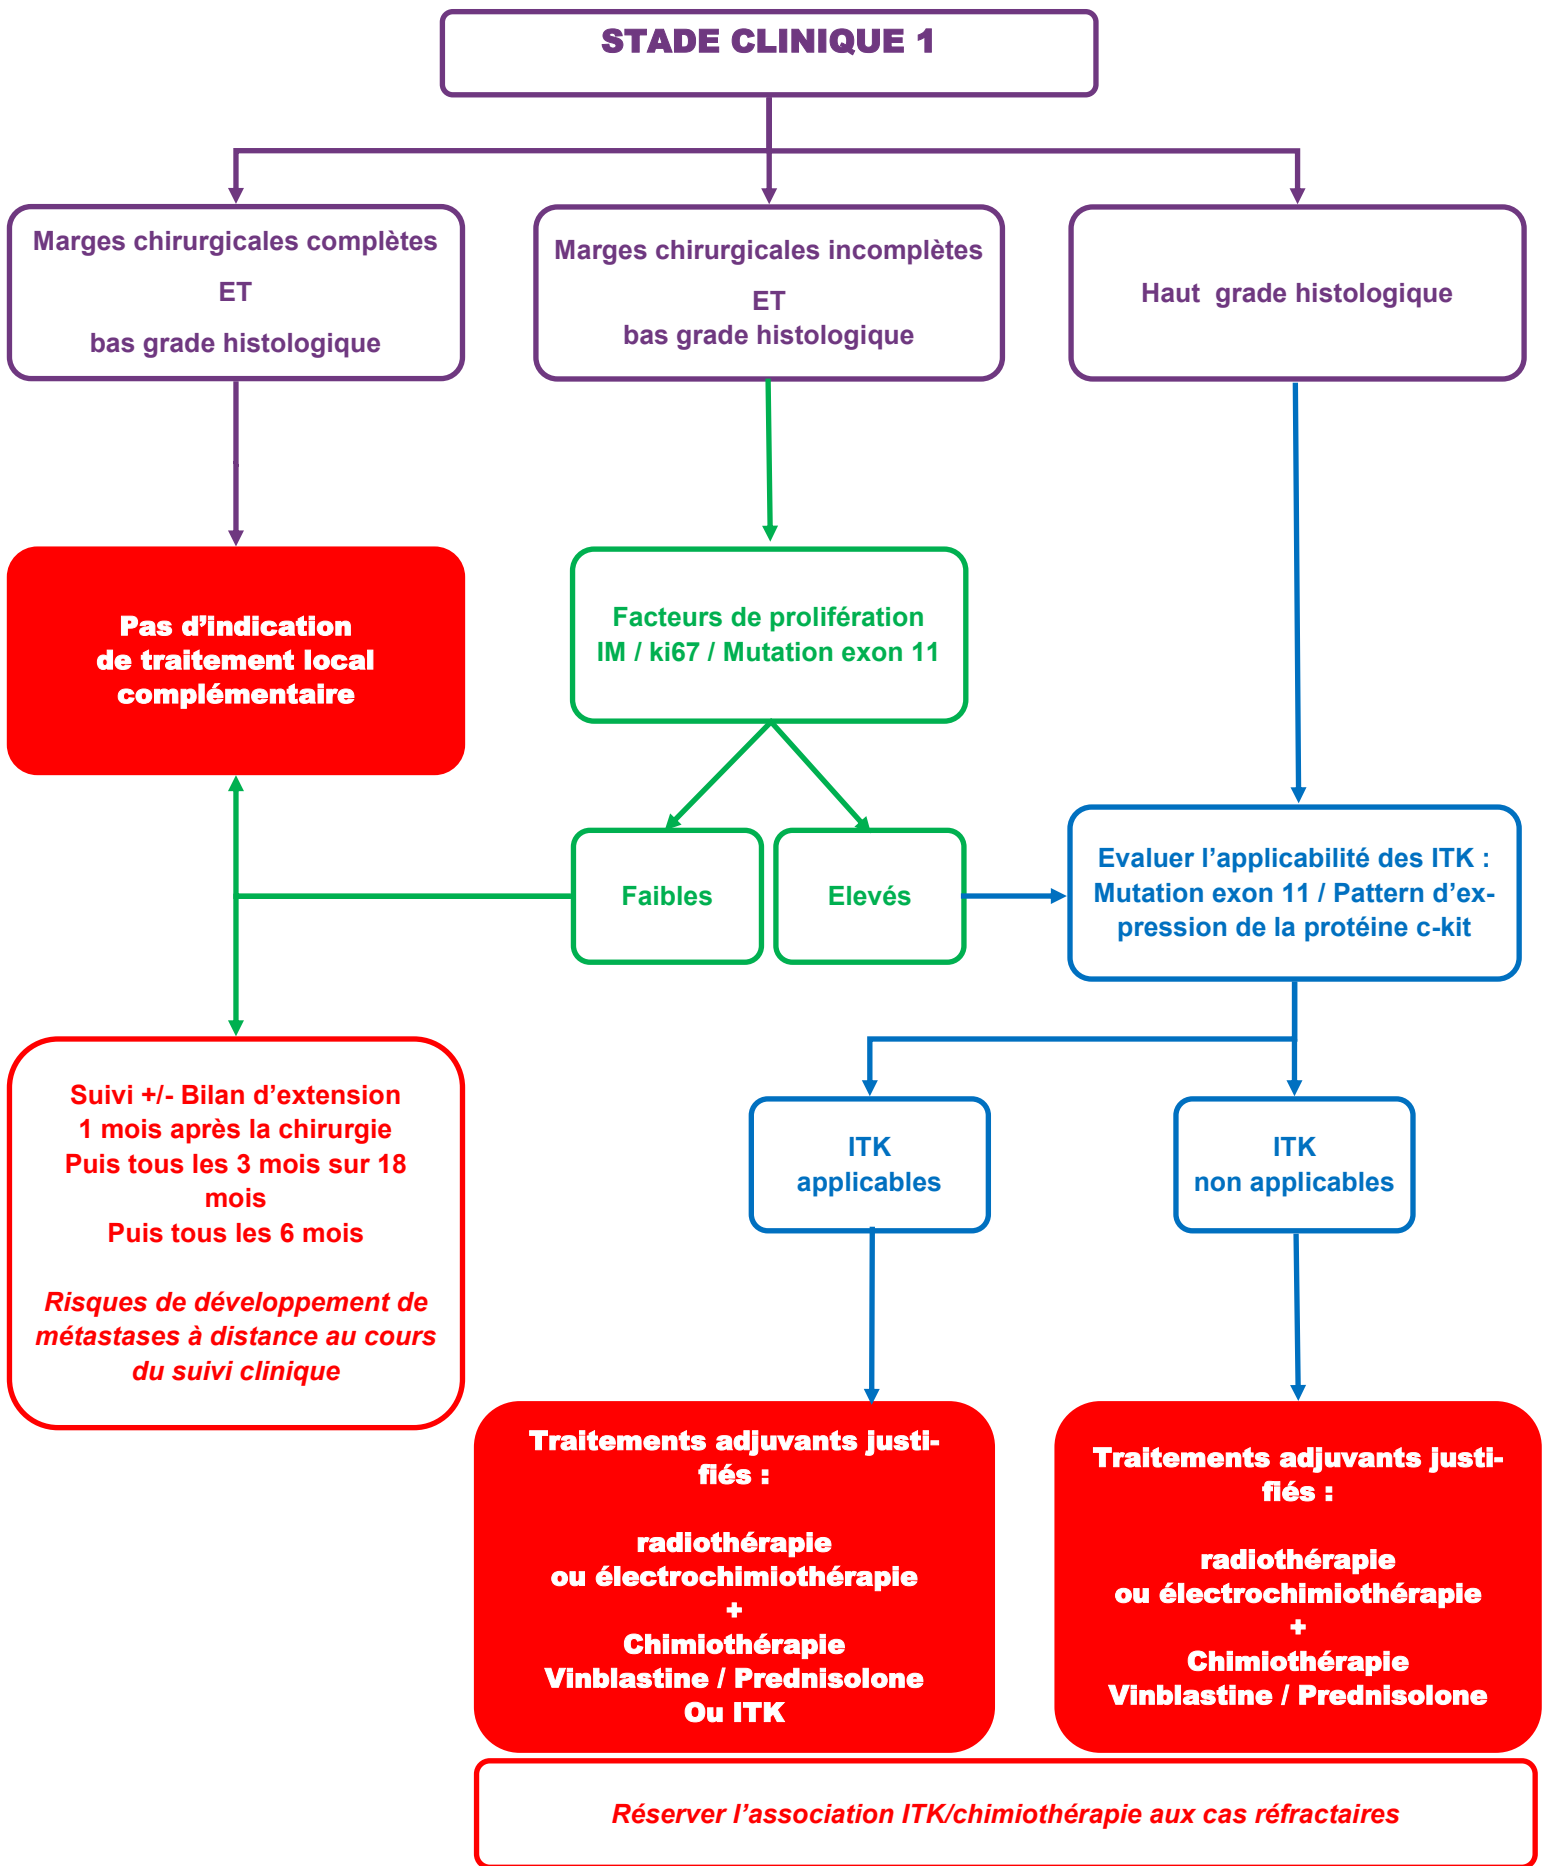 STADE CLINIQUE 1
Marges chirurgicales complètes
ET
bas grade histologique
Marges chirurgicales incomplètes
ET
bas grade histologique
Haut  grade histologique
Pas d’indication
de traitement local
complémentaire
Facteurs de prolifération
IM / ki67 / Mutation exon 11
Faibles
Elevés
Evaluer l’applicabilité des ITK :
Mutation exon 11 / Pattern d’ex-
pression de la protéine c-kit
Suivi +/- Bilan d’extension
1 mois après la chirurgie
Puis tous les 3 mois sur 18
mois
Puis tous les 6 mois
Risques de développement de
métastases à distance au cours
du suivi clinique
ITK
applicables
ITK
non applicables
Traitements adjuvants justi-
fiés :
radiothérapie
ou électrochimiothérapie
+
Chimiothérapie
Vinblastine / Prednisolone
Ou ITK
Traitements adjuvants justi-
fiés :
radiothérapie
ou électrochimiothérapie
+
Chimiothérapie
Vinblastine / Prednisolone
Réserver l’association ITK/chimiothérapie aux cas réfractaires